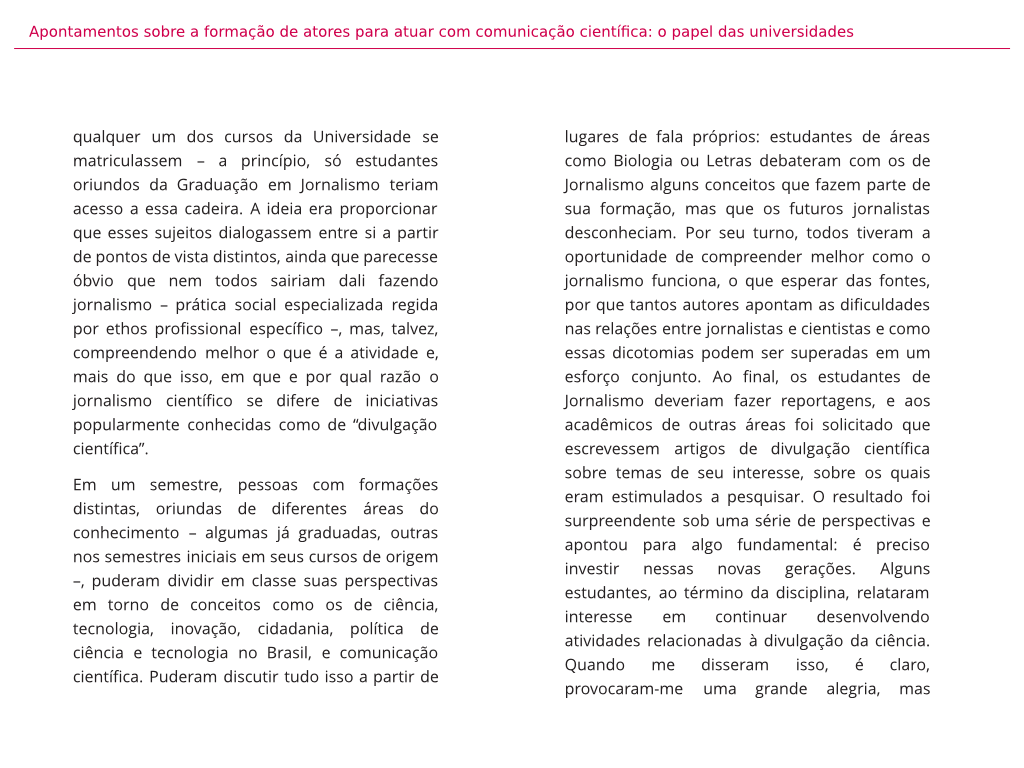 Apontamentos sobre a formação de atores para atuar com comunicação científica: o papel das universidades
qualquer um dos cursos da Universidade se
matriculassem – a princípio, só estudantes
oriundos da Graduação em Jornalismo teriam
acesso a essa cadeira. A ideia era proporcionar
que esses sujeitos dialogassem entre si a partir
de pontos de vista distintos, ainda que parecesse
óbvio que nem todos sairiam dali fazendo
jornalismo – prática social especializada regida
por ethos profissional específico –, mas, talvez,
compreendendo melhor o que é a atividade e,
mais do que isso, em que e por qual razão o
jornalismo científico se difere de iniciativas
popularmente conhecidas como de “divulgação
científica”.
Em um semestre, pessoas com formações
distintas, oriundas de diferentes áreas do
conhecimento – algumas já graduadas, outras
nos semestres iniciais em seus cursos de origem
–, puderam dividir em classe suas perspectivas
em torno de conceitos como os de ciência,
tecnologia, inovação, cidadania, política de
ciência e tecnologia no Brasil, e comunicação
científica. Puderam discutir tudo isso a partir de
lugares de fala próprios: estudantes de áreas
como Biologia ou Letras debateram com os de
Jornalismo alguns conceitos que fazem parte de
sua formação, mas que os futuros jornalistas
desconheciam. Por seu turno, todos tiveram a
oportunidade de compreender melhor como o
jornalismo funciona, o que esperar das fontes,
por que tantos autores apontam as dificuldades
nas relações entre jornalistas e cientistas e como
essas dicotomias podem ser superadas em um
esforço conjunto. Ao final, os estudantes de
Jornalismo deveriam fazer reportagens, e aos
acadêmicos de outras áreas foi solicitado que
escrevessem artigos de divulgação científica
sobre temas de seu interesse, sobre os quais
eram estimulados a pesquisar. O resultado foi
surpreendente sob uma série de perspectivas e
apontou para algo fundamental: é preciso
investir nessas novas gerações. Alguns
estudantes, ao término da disciplina, relataram
interesse em continuar desenvolvendo
atividades relacionadas à divulgação da ciência.
Quando me disseram isso, é claro,
provocaram-me uma grande alegria, mas